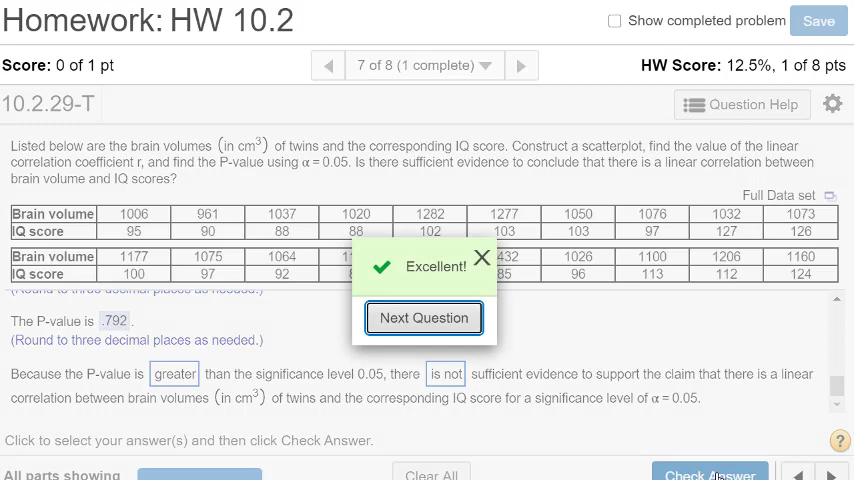 Homework: HW 10.2
Show completed problem
Save
Score: 0 of 1 pt
7 of 8 (1 complete)
HW Score: 12.5%, 1 of 8 pts
10.2.29-T
Question Help
Listed below are the brain volumes (in cm³) of twins and the corresponding IQ score. Construct a scatterplot, find the value of the linear
correlation coefficient r, and find the P-value using α = 0.05. Is there sufficient evidence to conclude that there is a linear correlation between
brain volume and IQ scores?
Full Data set
Brain volume 1006 961 1037 1020 1282 1277 1050 1076 1032 1073
IQ score 95 90 88 88 102 103 103 97 127 126
Brain volume 1177 1075 1064 1026 1100 1206 1160
IQ score 100 97 92 85 96 113 112 124
Excellent!
Next Question
(Round to three decimal places as needed.)
The P-value is .792 .
(Round to three decimal places as needed.)
Because the P-value is greater than the significance level 0.05, there is not sufficient evidence to support the claim that there is a linear
correlation between brain volumes (in cm³) of twins and the corresponding IQ score for a significance level of α = 0.05.
Click to select your answer(s) and then click Check Answer.
?
All parts showing
Clear All
Check Answer